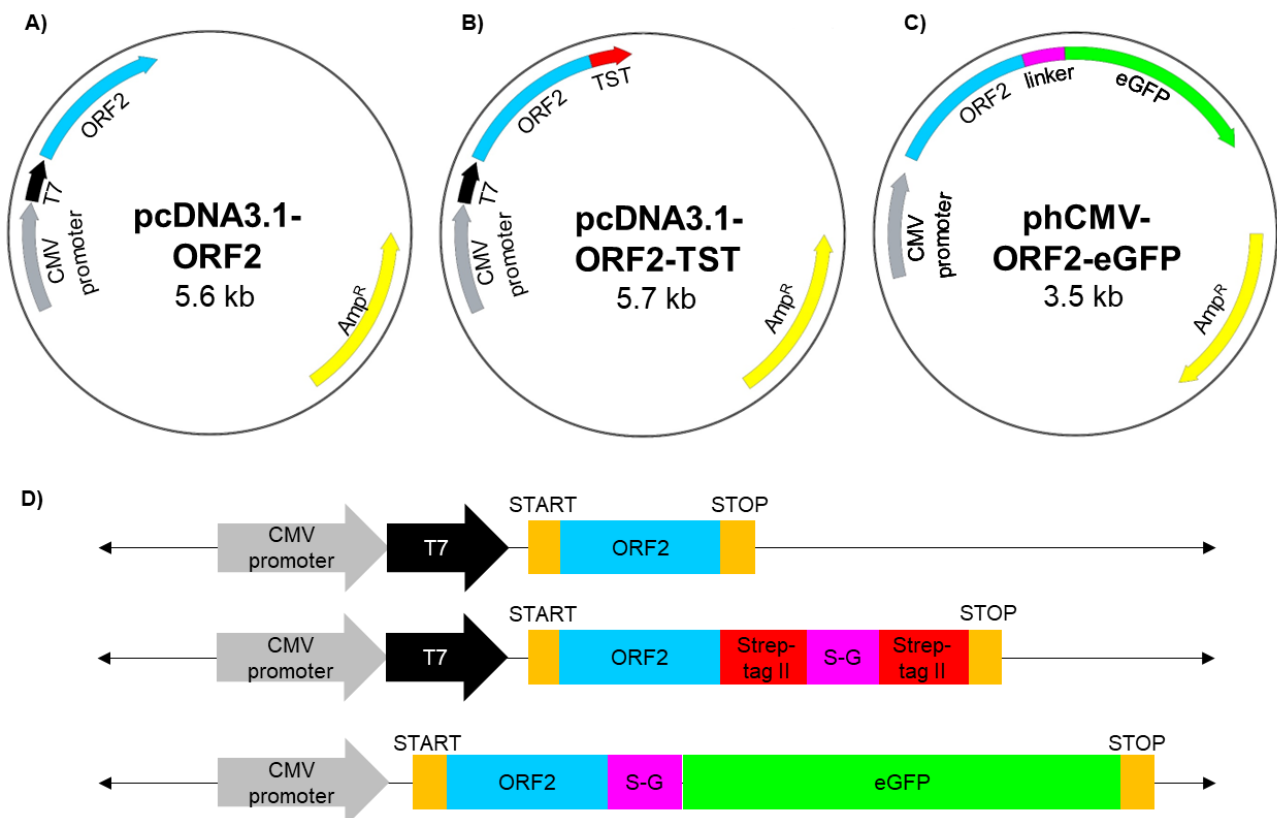 A)
ORF2
T7
CMV
promoter
pcDNA3.1-
ORF2
5.6 kb
AmpR
B)
TST
ORF2
T7
CMV
promoter
pcDNA3.1-
ORF2-TST
5.7 kb
AmpR
C)
linker
ORF2
eGFP
CMV
promoter
phCMV-
ORF2-eGFP
3.5 kb
AmpR
D)
START STOP
CMV
promoter
T7
ORF2
START STOP
CMV
promoter
T7
ORF2
Strep-
tag II
S-G
Strep-
tag II
START STOP
CMV
promoter
ORF2
S-G
eGFP